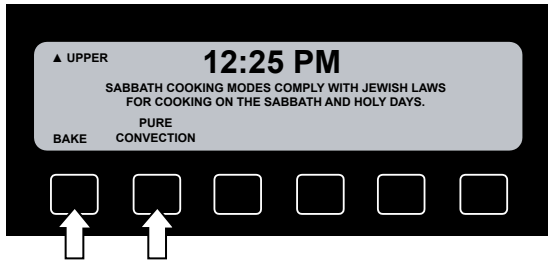 ▲ UPPER
12:25 PM
SABBATH COOKING MODES COMPLY WITH JEWISH LAWS
FOR COOKING ON THE SABBATH AND HOLY DAYS.
BAKE
PURE
CONVECTION